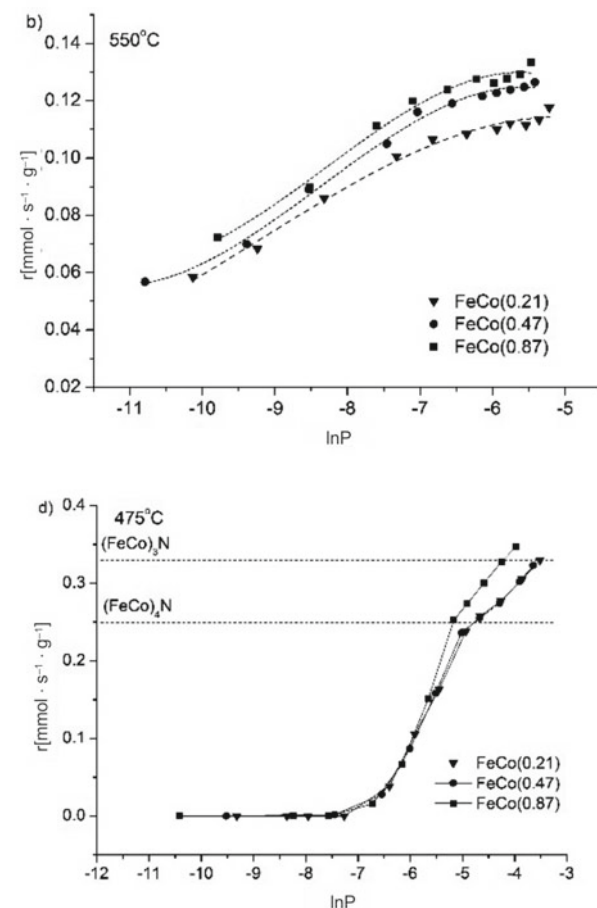 b)
550°C
0.14
0.12
0.10
0.08
0.06
0.04
0.02
r[mmol · s⁻¹ · g⁻¹]
FeCo(0.21)
FeCo(0.47)
FeCo(0.87)
-11 -10 -9 -8 -7 -6 -5
lnP
d)
475°C
0.4
(FeCo)₃N
0.3
(FeCo)₄N
0.2
0.1
0.0
r[mmol · s⁻¹ · g⁻¹]
FeCo(0.21)
FeCo(0.47)
FeCo(0.87)
-12 -11 -10 -9 -8 -7 -6 -5 -4 -3
lnP